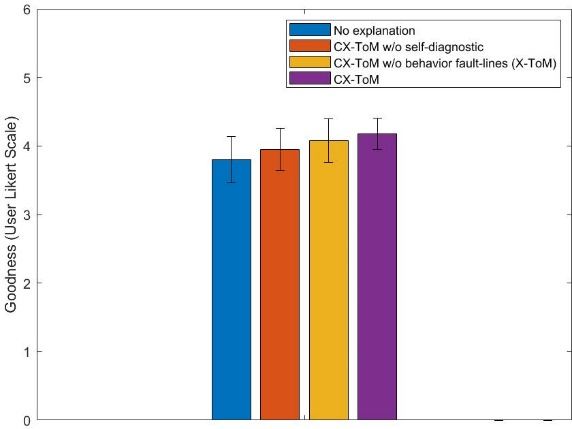 6
5
4
3
2
1
0
Goodness (User Likert Scale)
No explanation
CX-ToM w/o self-diagnostic
CX-ToM w/o behavior fault-lines (X-ToM)
CX-ToM